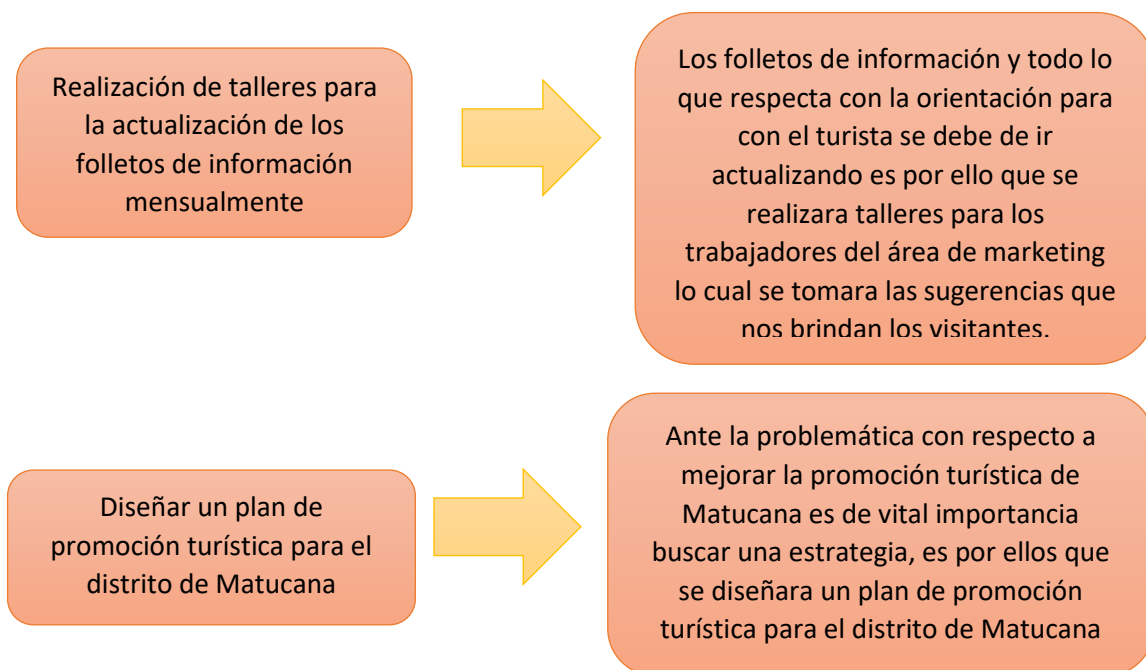 Realización de talleres para
la actualización de los
folletos de información
mensualmente
Los folletos de información y todo lo
que respecta con la orientación para
con el turista se debe de ir
actualizando es por ello que se
realizara talleres para los
trabajadores del área de marketing
lo cual se tomara las sugerencias que
nos brindan los visitantes.
Diseñar un plan de
promoción turística para el
distrito de Matucana
Ante la problemática con respecto a
mejorar la promoción turística de
Matucana es de vital importancia
buscar una estrategia, es por ellos que
se diseñara un plan de promoción
turística para el distrito de Matucana